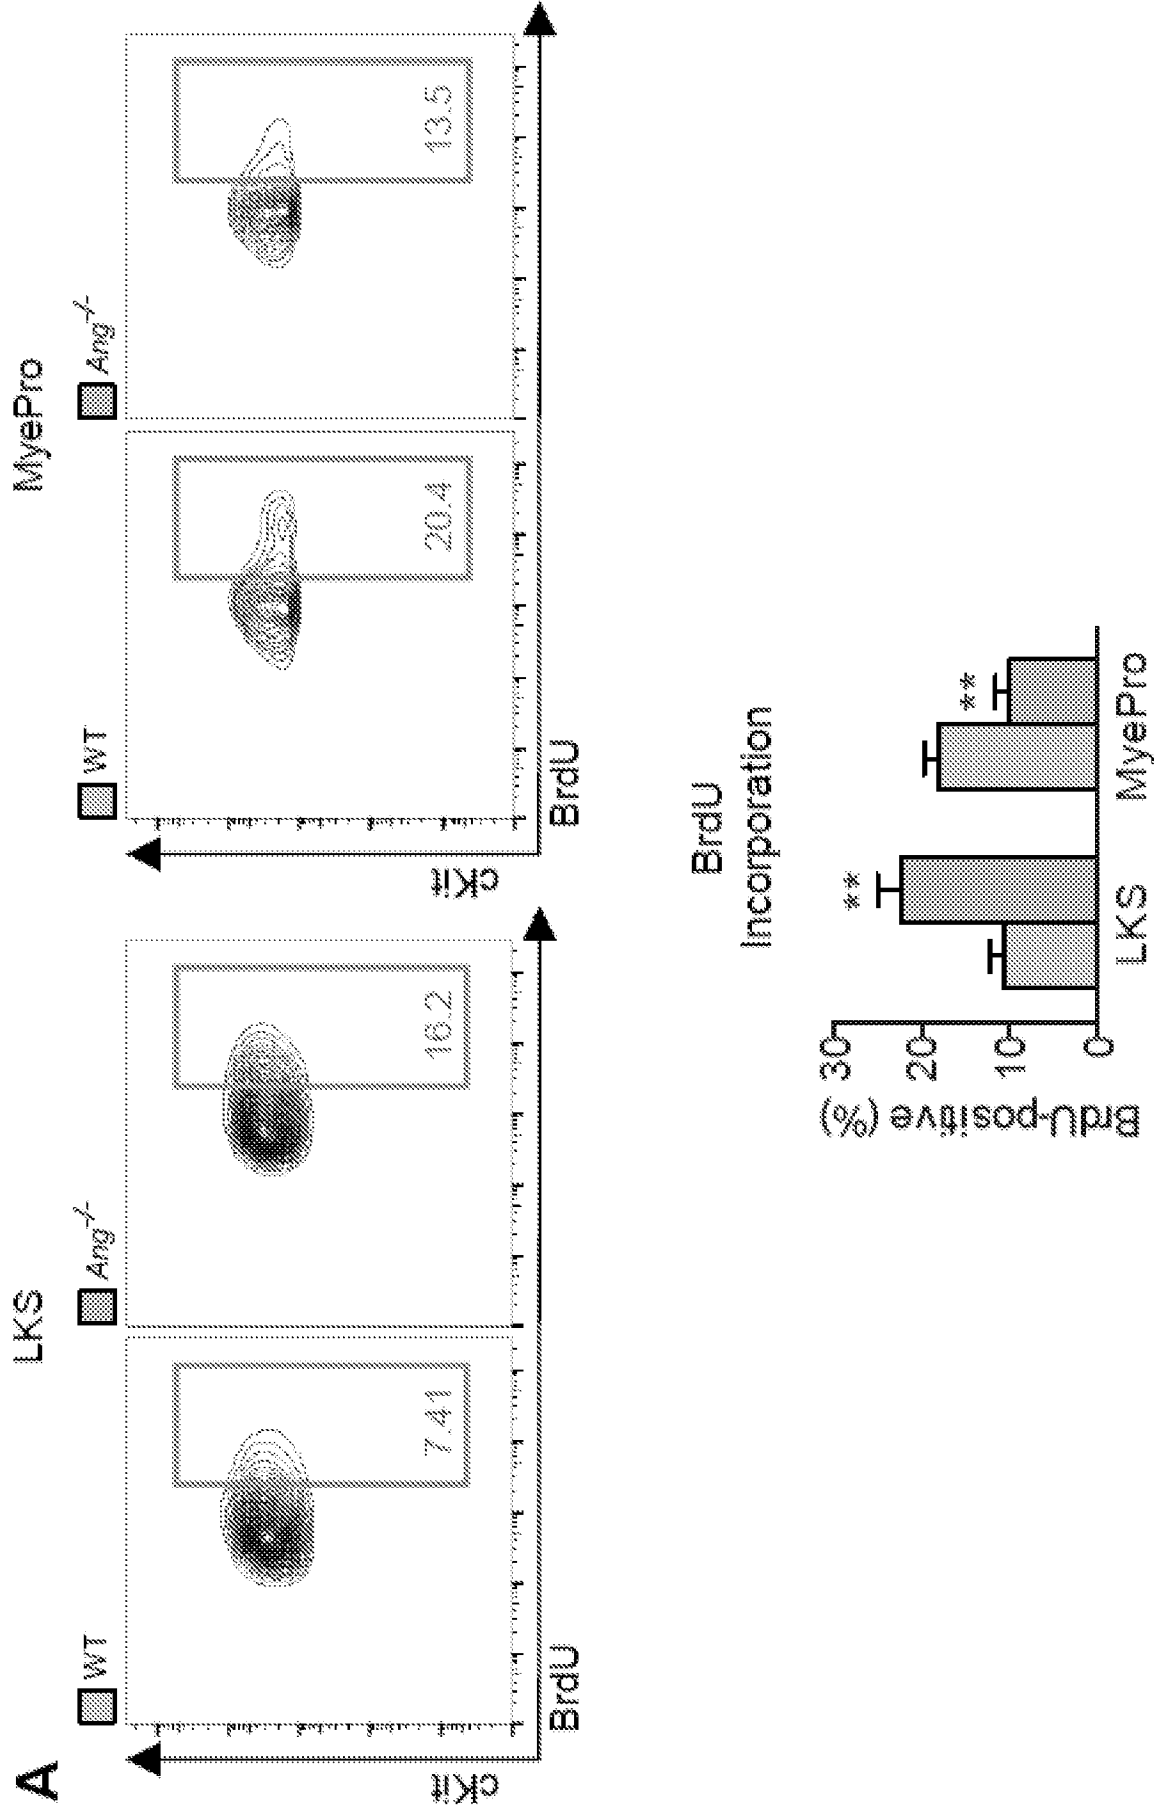 A
LKS
WT
Ang-/-
cKit
7.41
16.2
BrdU
MyePro
WT
Ang-/-
cKit
20.4
13.5
BrdU
BrdU
Incorporation
BrdU-positive (%)
30
20
10
0
**
**
LKS
MyePro